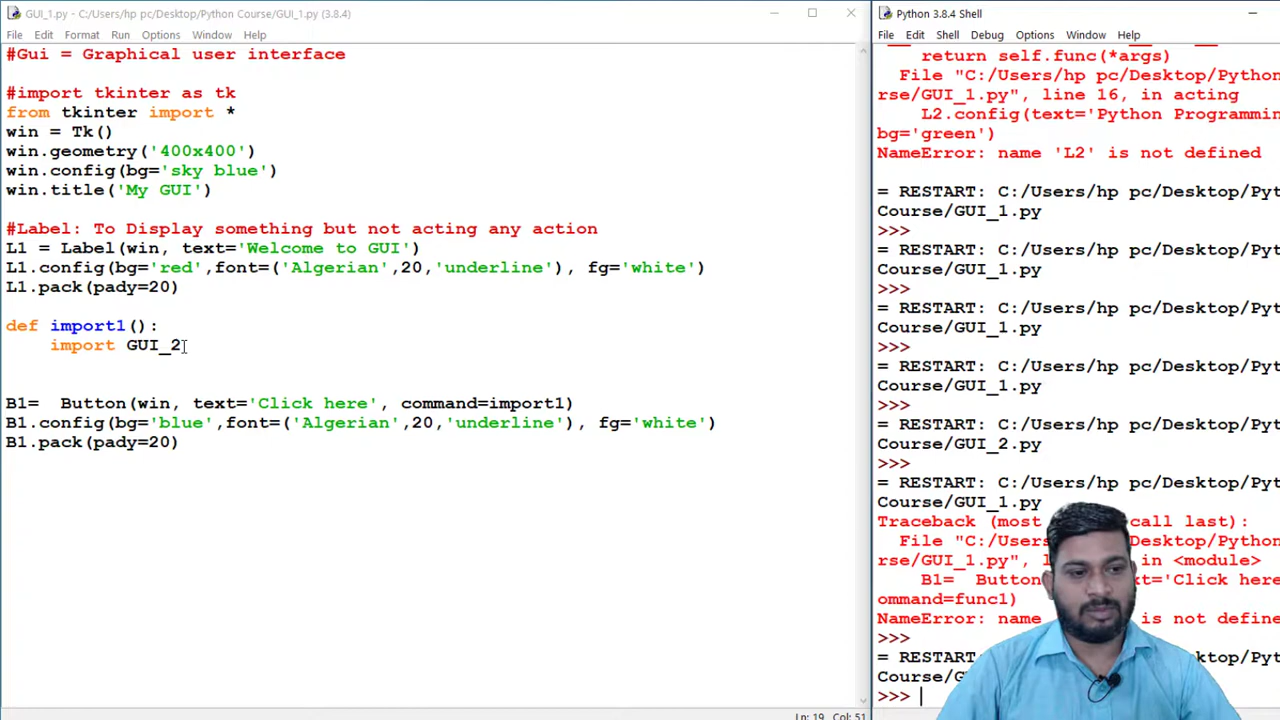 GUI_1.py - C:/Users/hp pc/Desktop/Python Course/GUI_1.py (3.8.4)
File Edit Format Run Options Window Help
#Gui = Graphical user interface
#import tkinter as tk
from tkinter import *
win = Tk()
win.geometry('400x400')
win.config(bg='sky blue')
win.title('My GUI')
#Label: To Display something but not acting any action
L1 = Label(win, text='Welcome to GUI')
L1.config(bg='red',font=('Algerian',20,'underline'), fg='white')
L1.pack(pady=20)
def import1():
import GUI_2
B1=  Button(win, text='Click here', command=import1)
B1.config(bg='blue',font=('Algerian',20,'underline'), fg='white')
B1.pack(pady=20)
Ln: 19 Col: 51
Python 3.8.4 Shell
File Edit Shell Debug Options Window Help
return self.func(*args)
File "C:/Users/hp pc/Desktop/Python
rse/GUI_1.py", line 16, in acting
L2.config(text='Python Programm
bg='green')
NameError: name 'L2' is not defined
= RESTART: C:/Users/hp pc/Desktop/Pyt
Course/GUI_1.py
>>>
= RESTART: C:/Users/hp pc/Desktop/Pyt
Course/GUI_1.py
>>>
= RESTART: C:/Users/hp pc/Desktop/Pyt
Course/GUI_1.py
>>>
= RESTART: C:/Users/hp pc/Desktop/Pyt
Course/GUI_1.py
>>>
= RESTART: C:/Users/hp pc/Desktop/Pyt
Course/GUI_2.py
>>>
= RESTART: C:/Users/hp pc/Desktop/Pyt
Course/GUI_1.py
Traceback (most call last):
File "C:/Users pc/Desktop/Python
rse/GUI_1.py", in <module>
B1=  Button ='Click here
ommand=func1)
NameError: name is not define
>>>
= RESTART pc/Desktop/Pyt
Course/G
>>>